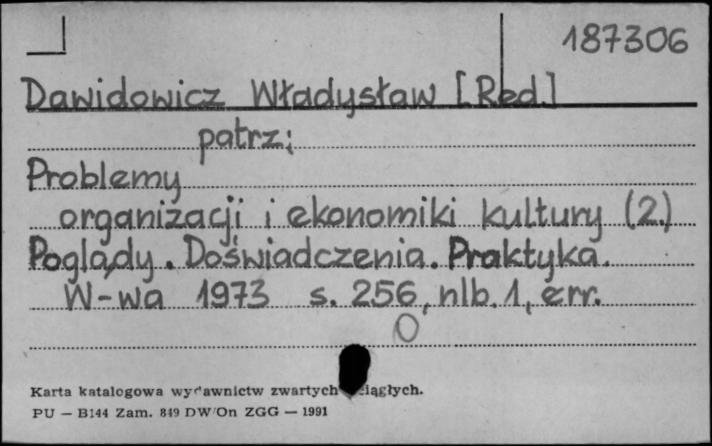 187306
Dawidowicz Władysław [Red.]
patrz:
Problemy
organizacji i ekonomiki kultury (2.)
Poglądy. Doświadczenia. Praktyka.
W-wa 1973 s. 256, nlb. 1, err.
Karta katalogowa wydawnictw zwartych ciągłych.
PU — B144 Zam. 849 DW/On ZGG — 1991